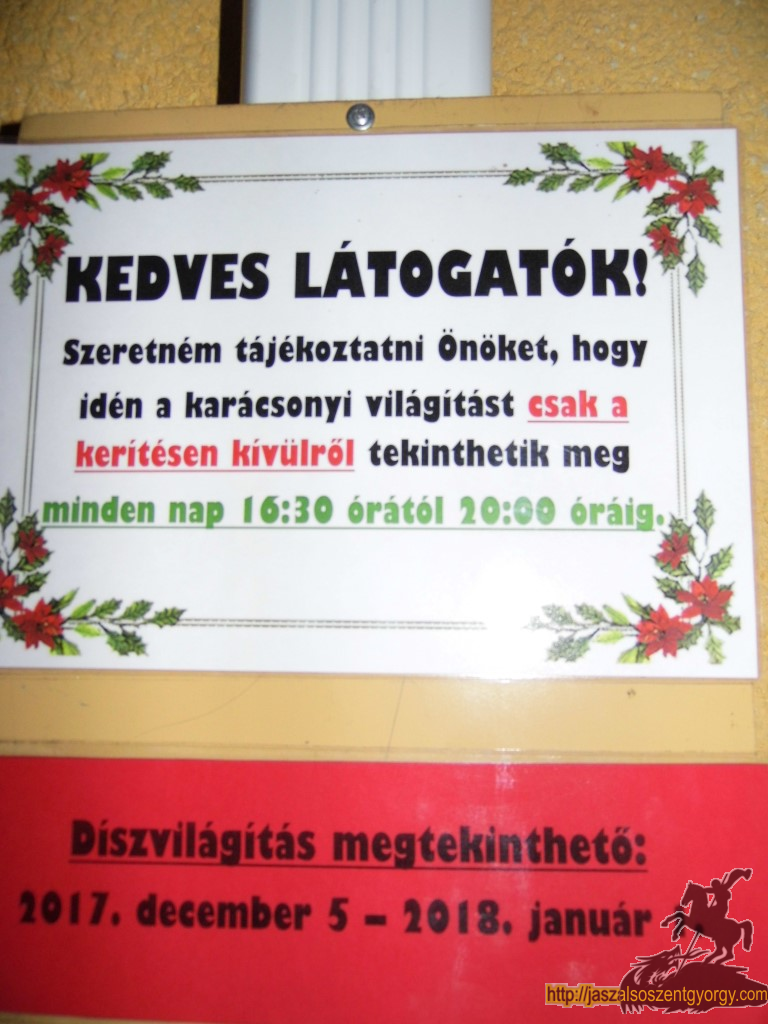 KEDVES LÁTOGATÓK!
Szeretném tájékoztatni Önöket, hogy
idén a karácsonyi világítást csak a
kerítésen kívülről tekinthetik meg
minden nap 16:30 órától 20:00 óráig.
Díszvilágítás megtekinthető:
2017. december 5 – 2018. január
http://jaszalsoszentgyorgy.com